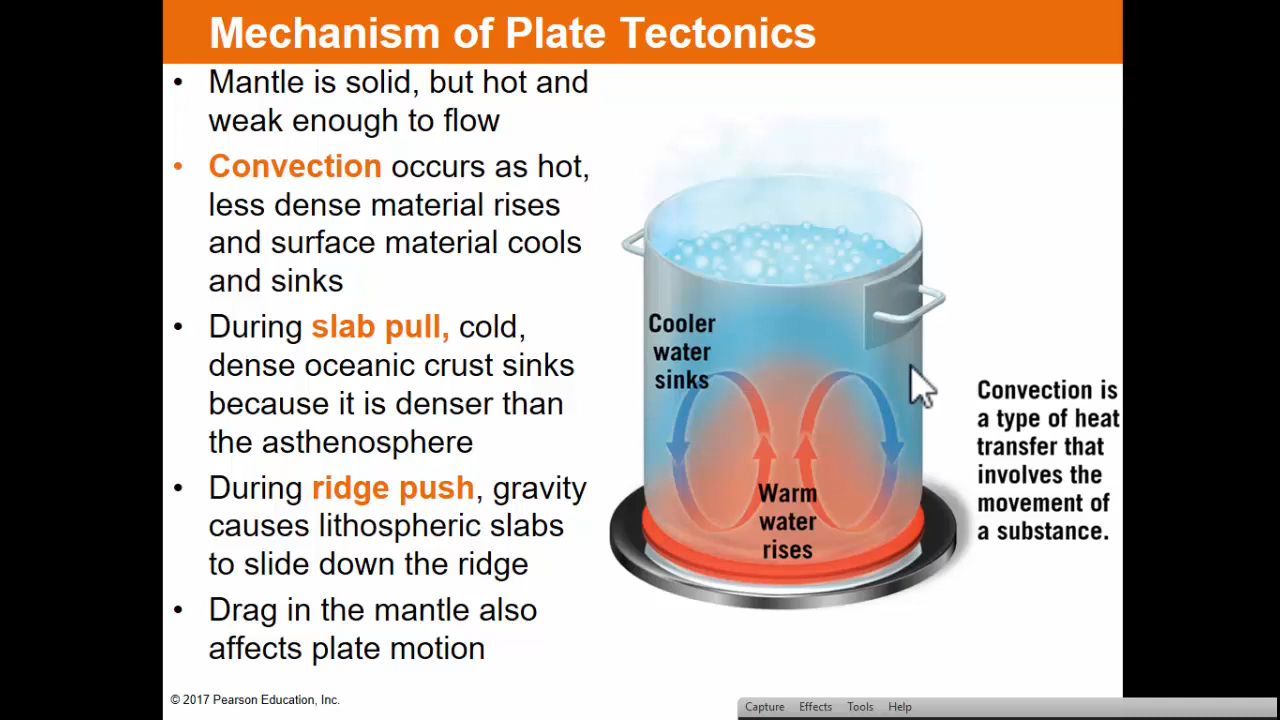 Mechanism of Plate Tectonics
• Mantle is solid, but hot and
weak enough to flow
• Convection occurs as hot,
less dense material rises
and surface material cools
and sinks
• During slab pull, cold,
dense oceanic crust sinks
because it is denser than
the asthenosphere
• During ridge push, gravity
causes lithospheric slabs
to slide down the ridge
• Drag in the mantle also
affects plate motion
Cooler
water
sinks
Warm
water
rises
Convection is
a type of heat
transfer that
involves the
movement of
a substance.
© 2017 Pearson Education, Inc.
Capture Effects Tools Help